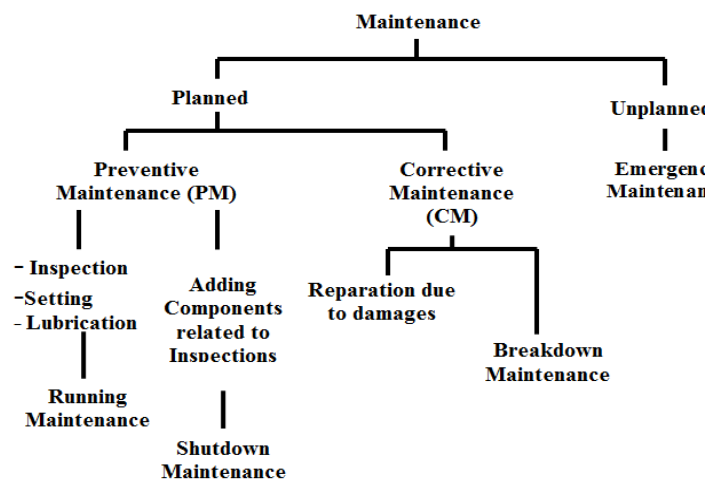 Maintenance
Planned
Unplanned
Preventive
Maintenance (PM)
Corrective
Maintenance
(CM)
Emergenc
Maintenan
- Inspection
-Setting
- Lubrication
Adding
Components
related to
Inspections
Reparation due
to damages
Breakdown
Maintenance
Running
Maintenance
Shutdown
Maintenance